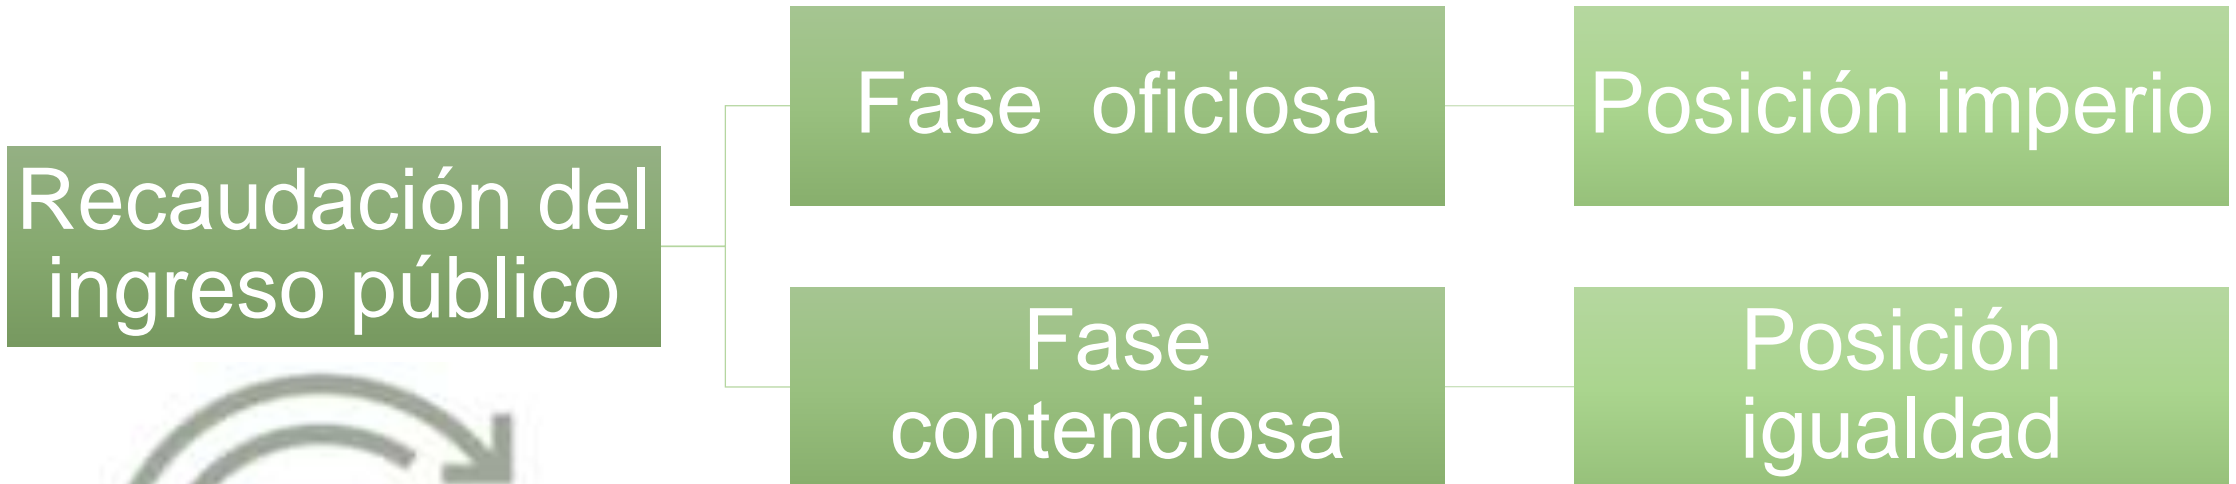 Recaudación del
ingreso público
Fase oficiosa
Posición imperio
Fase
contenciosa
Posición
igualdad